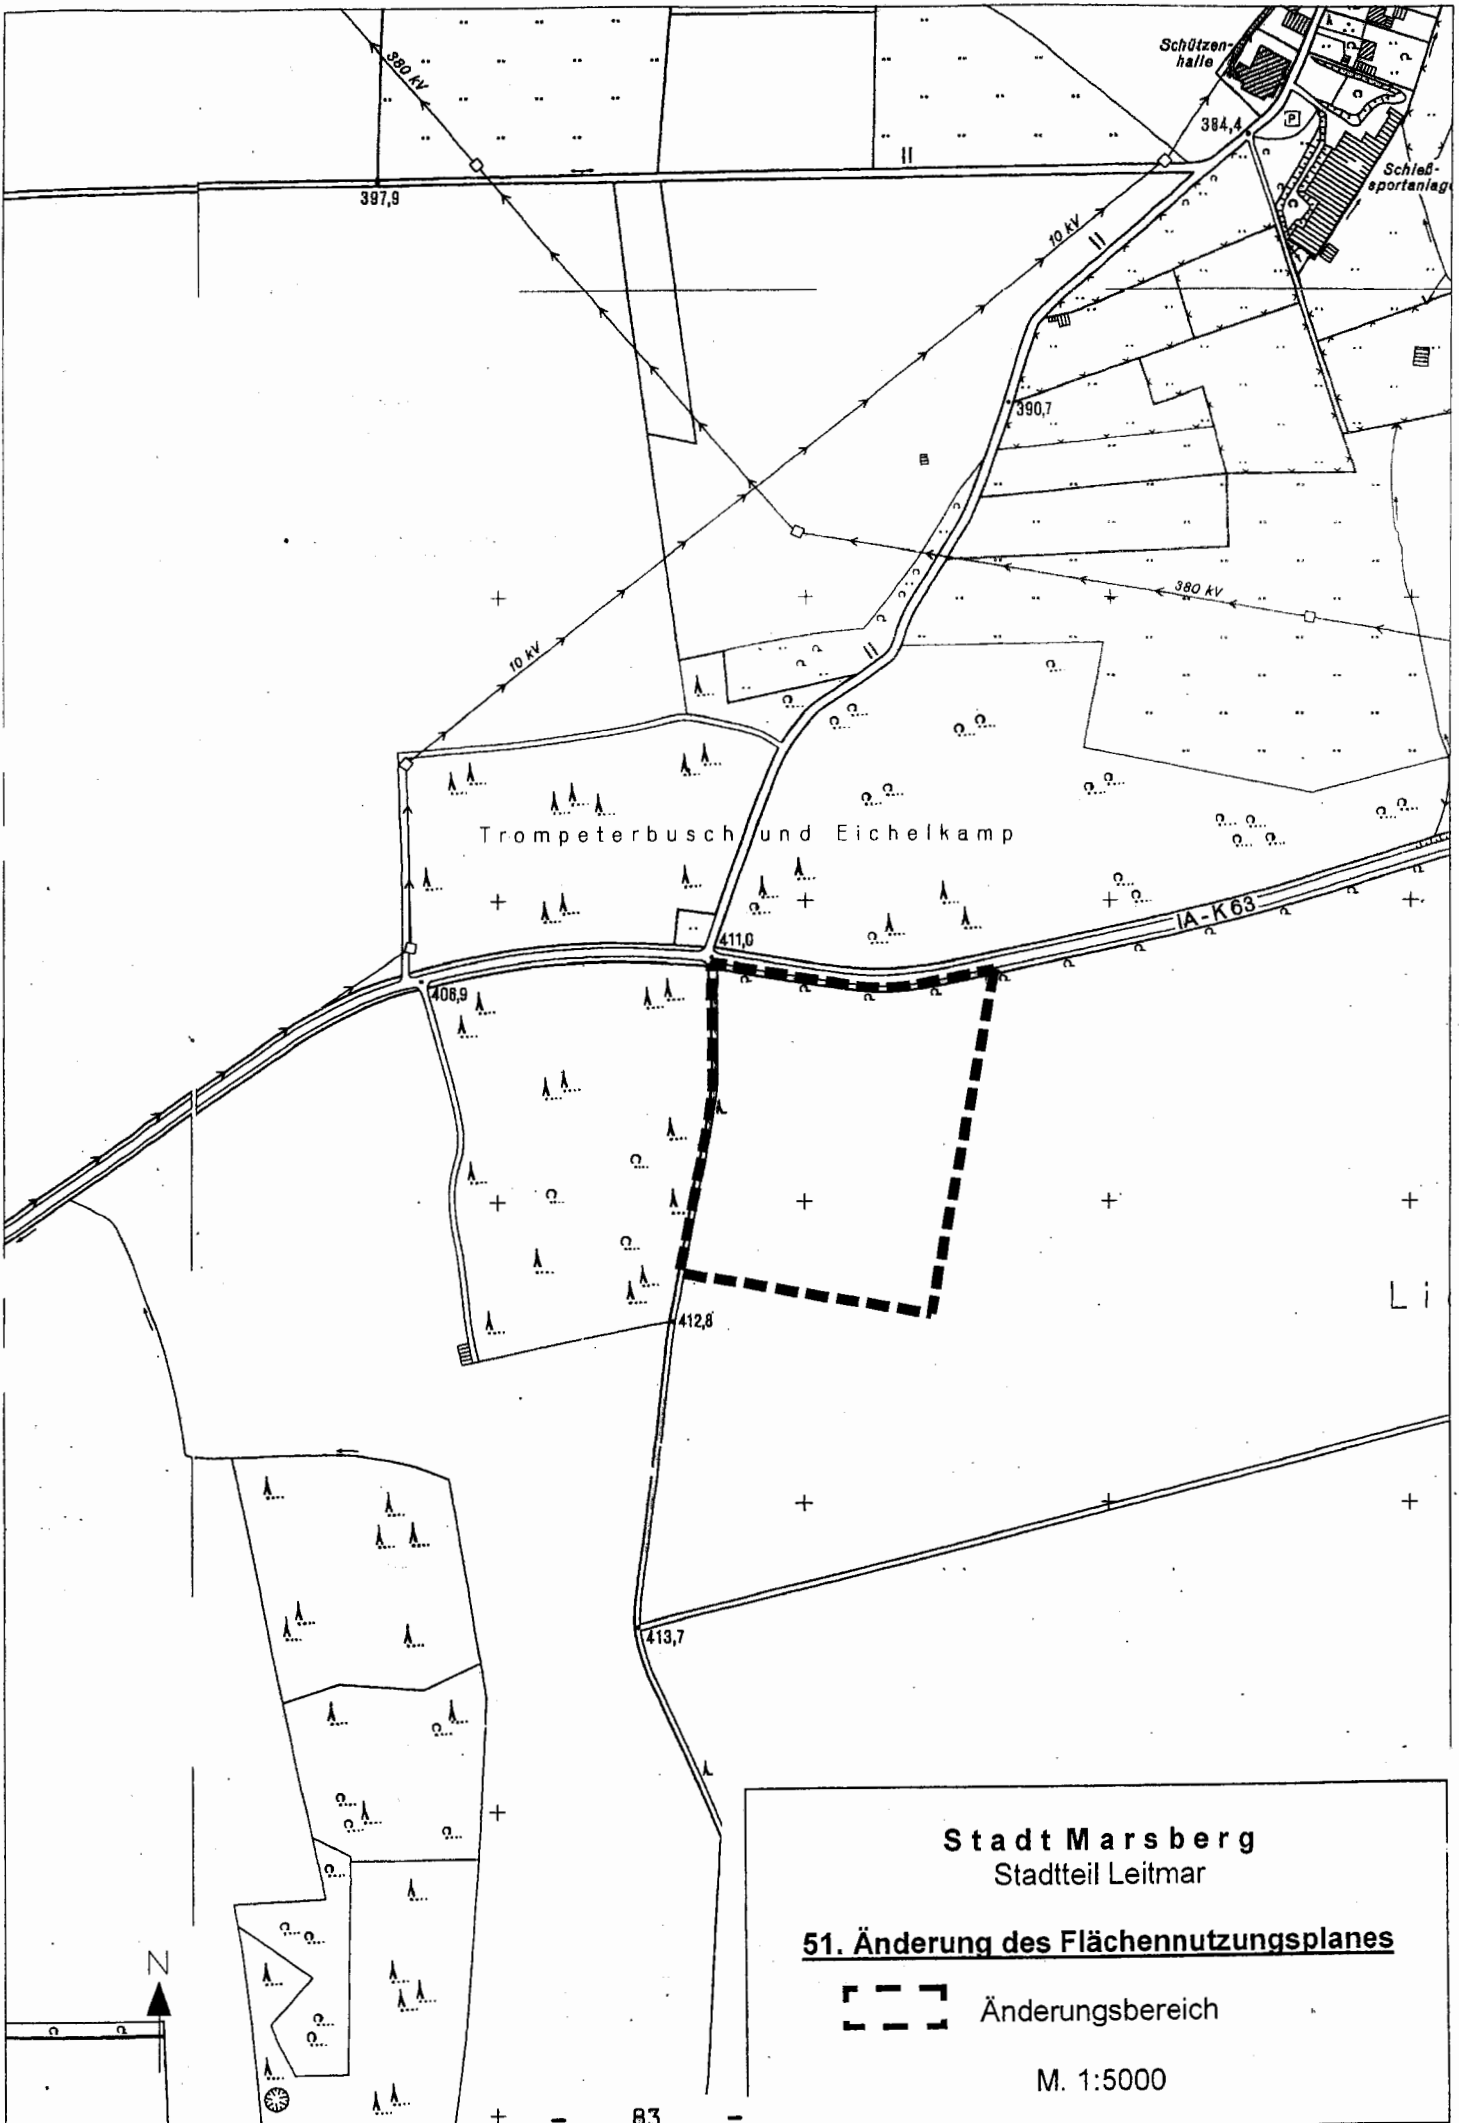 380 kV
Schützen-
halle
384,4
P
Schieß-
sportanlag
397,9
10 kV
390,7
380 kV
10 kV
Trompeterbusch und Eichelkamp
IA-K63
411,0
406,9
Li
412,8
413,7
Stadt Marsberg
Stadtteil Leitmar
51. Änderung des Flächennutzungsplanes
Änderungsbereich
M. 1:5000
N
83